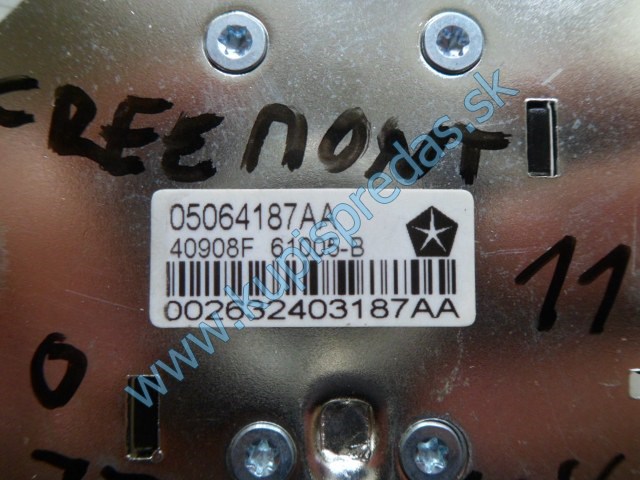 FREEMONT
05064187AA
40908F 61005-B
002632403187AA
11
0
www.kupispredas.sk